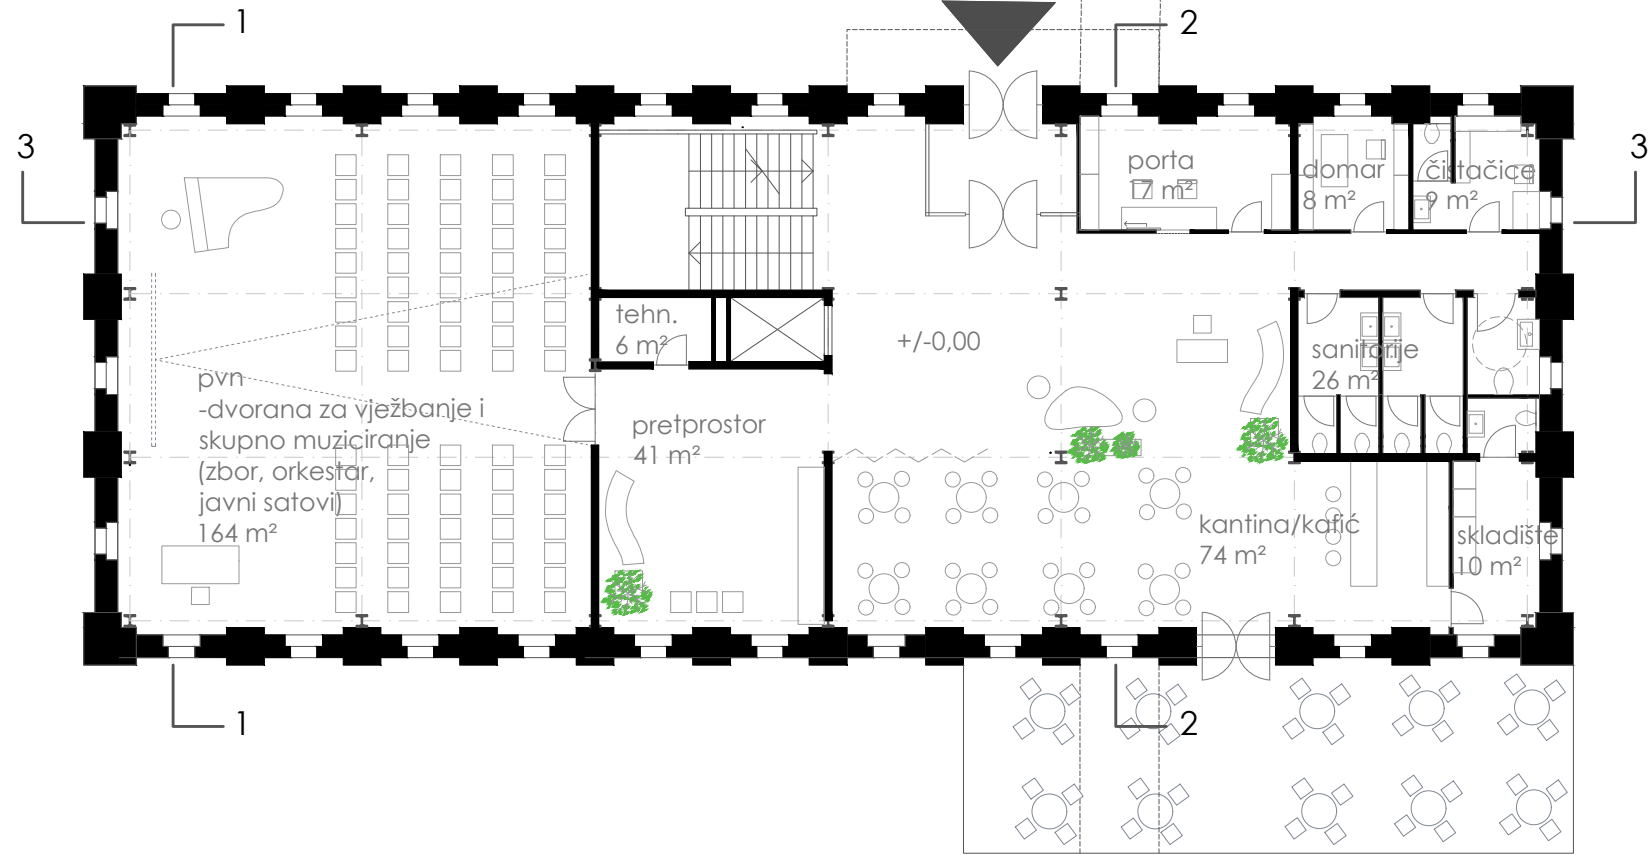 1
2
3
3
porta
17 m²
domar
8 m²
čistačice
9 m²
tehn.
6 m²
+/-0,00
sanitarije
26 m²
pvn
-dvorana za vježbanje i
skupno muziciranje
(zbor, orkestar,
javni satovi)
164 m²
pretprostor
41 m²
kantina/kafić
74 m²
skladište
10 m²
1
2